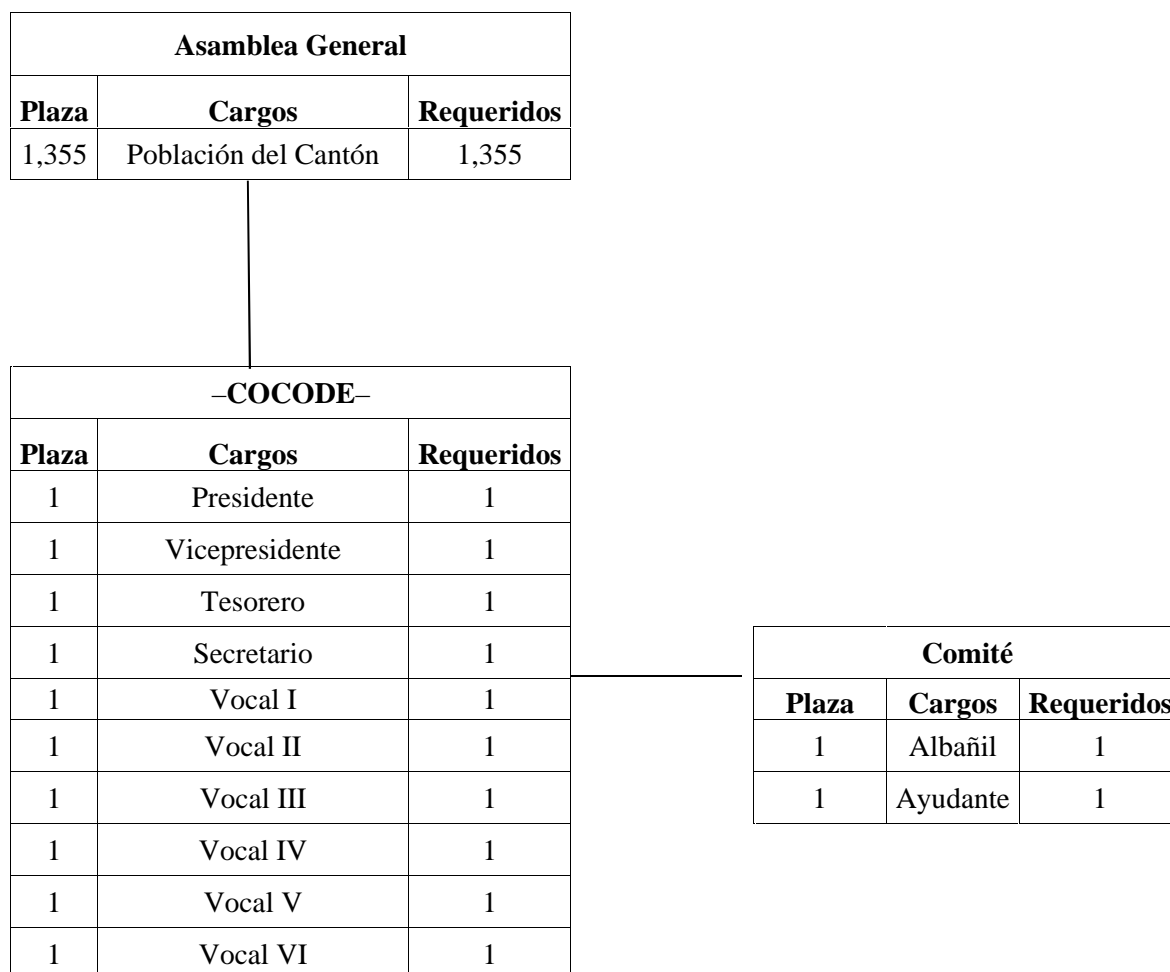 Asamblea General
Plaza Cargos Requeridos
1,355 Población del Cantón 1,355
–COCODE–
Plaza Cargos Requeridos
1 Presidente 1
1 Vicepresidente 1
1 Tesorero 1
1 Secretario 1
1 Vocal I 1
1 Vocal II 1
1 Vocal III 1
1 Vocal IV 1
1 Vocal V 1
1 Vocal VI 1
Comité
Plaza Cargos Requeridos
1 Albañil 1
1 Ayudante 1